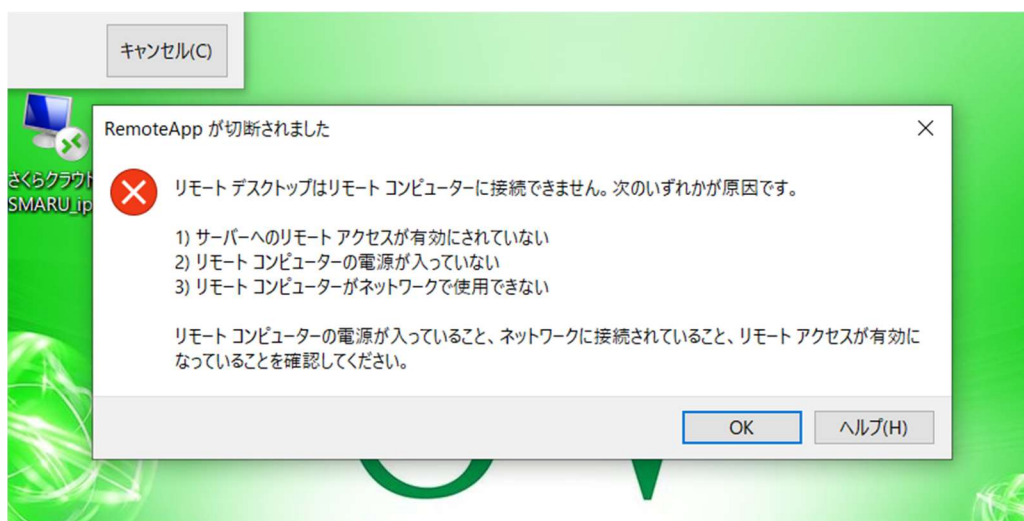 キャンセル(C)
RemoteApp が切断されました
さくらクラウド
SMARU_ip
リモート デスクトップはリモート コンピューターに接続できません。次のいずれかが原因です。
1) サーバーへのリモート アクセスが有効にされていない
2) リモート コンピューターの電源が入っていない
3) リモート コンピューターがネットワークで使用できない
リモート コンピューターの電源が入っていること、ネットワークに接続されていること、リモート アクセスが有効に
なっていることを確認してください。
OK
ヘルプ(H)